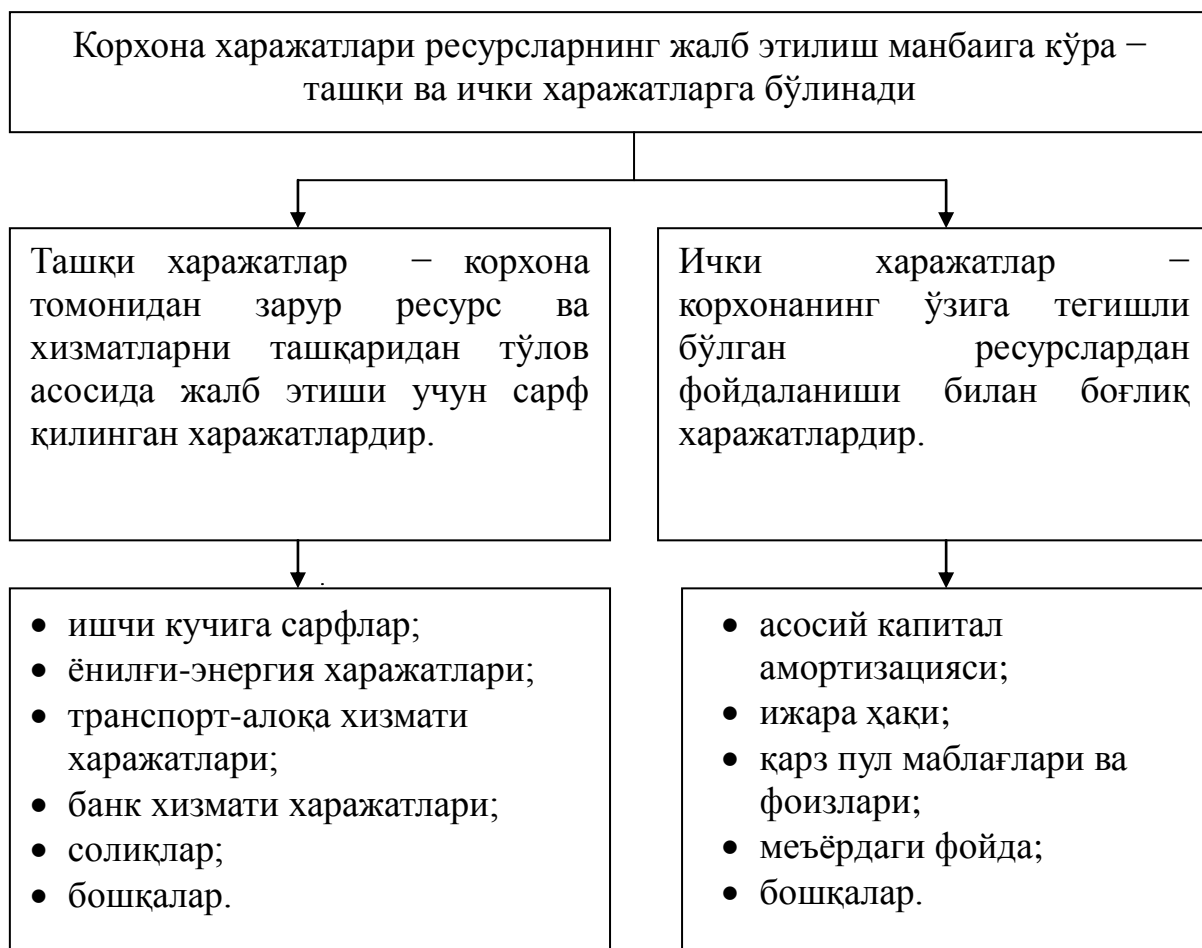 Корхона харажатлари ресурсларнинг жалб этилиш манбаига кўра −
ташқи ва ички харажатларга бўлинади
Ташқи харажатлар − корхона
томонидан зарур ресурс ва
хизматларни ташқаридан тўлов
асосида жалб этиши учун сарф
қилинган харажатлардир.
Ички харажатлар −
корхонанинг ўзига тегишли
бўлган ресурслардан
фойдаланиши билан боғлиқ
харажатлардир.
• ишчи кучига сарфлар;
• ёнилғи-энергия харажатлари;
• транспорт-алоқа хизмати
харажатлари;
• банк хизмати харажатлари;
• солиқлар;
• бошқалар.
• асосий капитал
амортизацияси;
• ижара ҳақи;
• қарз пул маблағлари ва
фоизлари;
• меъёрдаги фойда;
• бошқалар.